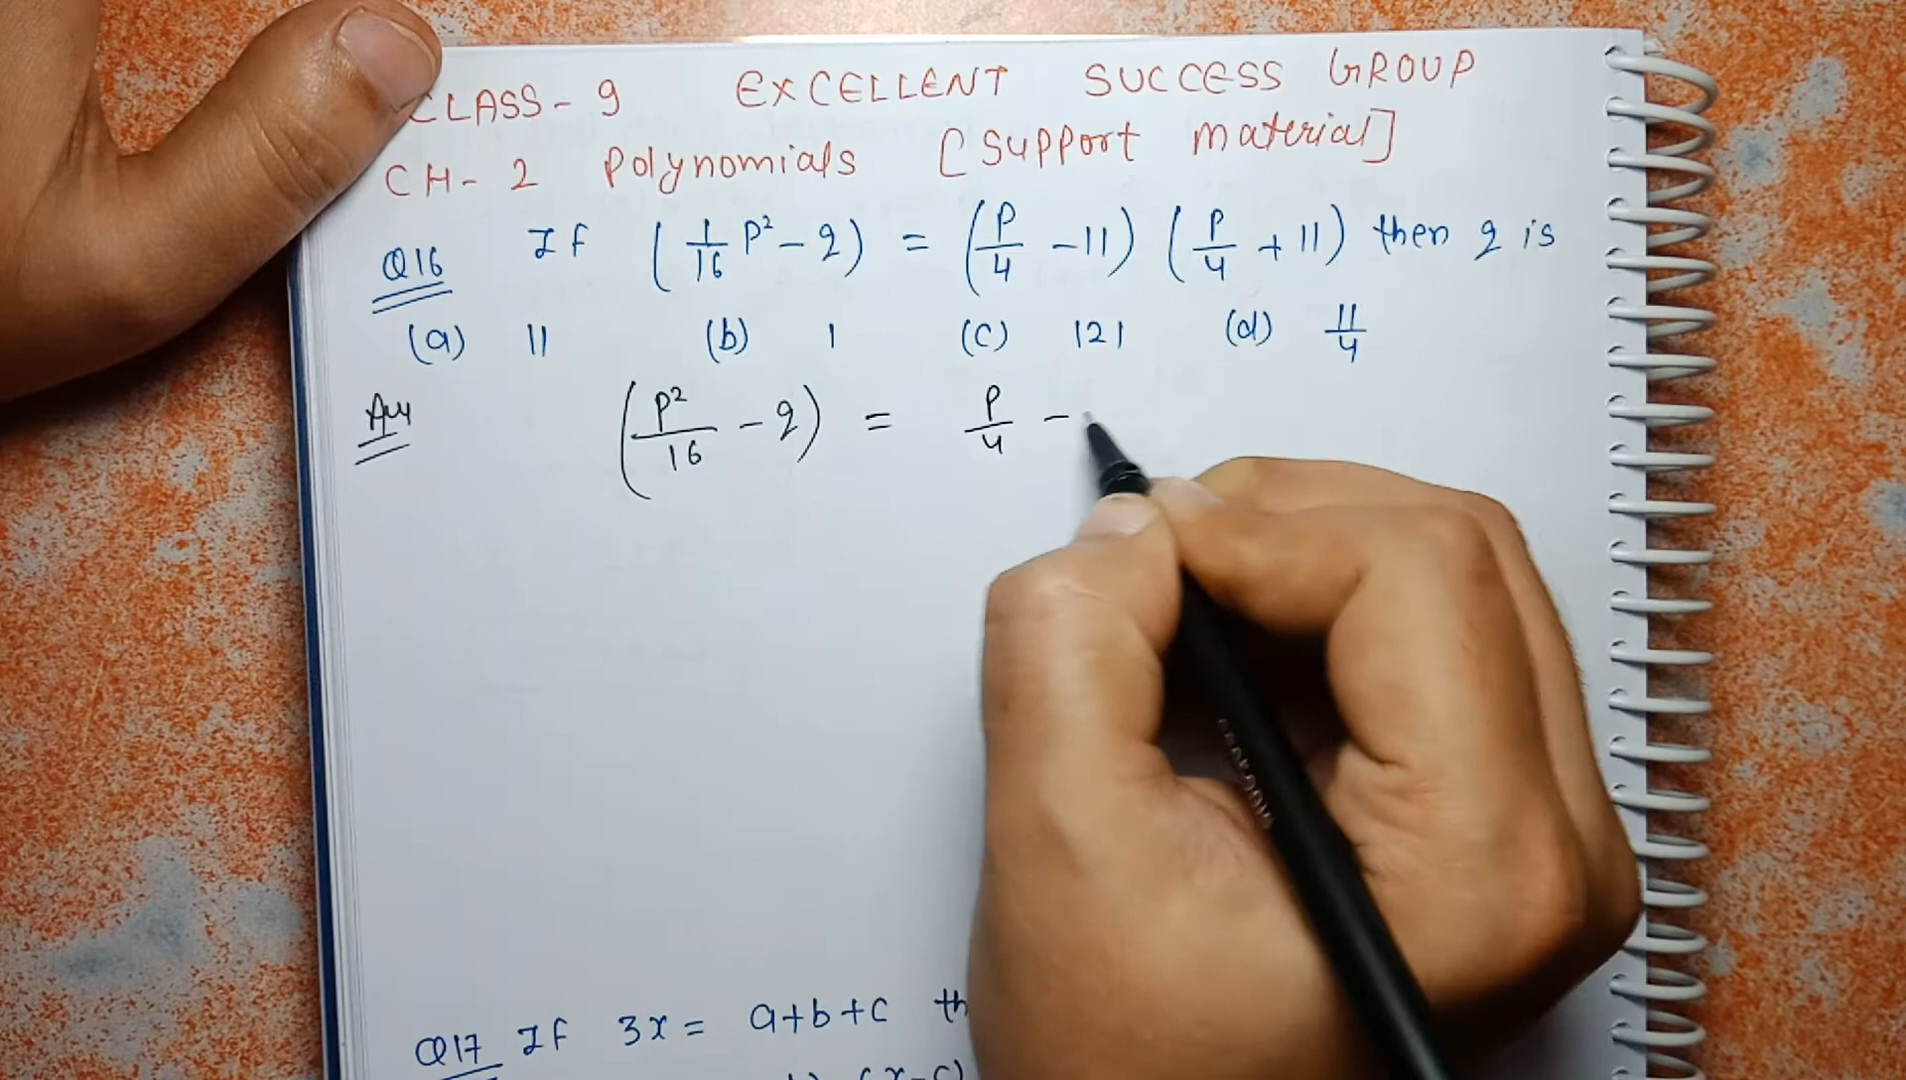 CLASS- 9 EXCELLENT SUCCESS GROUP
CH- 2 Polynomials [Support material]
Q16 If (1/16 P² - q) = (P/4 - 11) (P/4 + 11) then q is
(a) 11 (b) 1 (c) 121 (d) 11/4
Ans (P²/16 - q) = P/4 -
Q17 If 3x = a+b+c
(x-c)